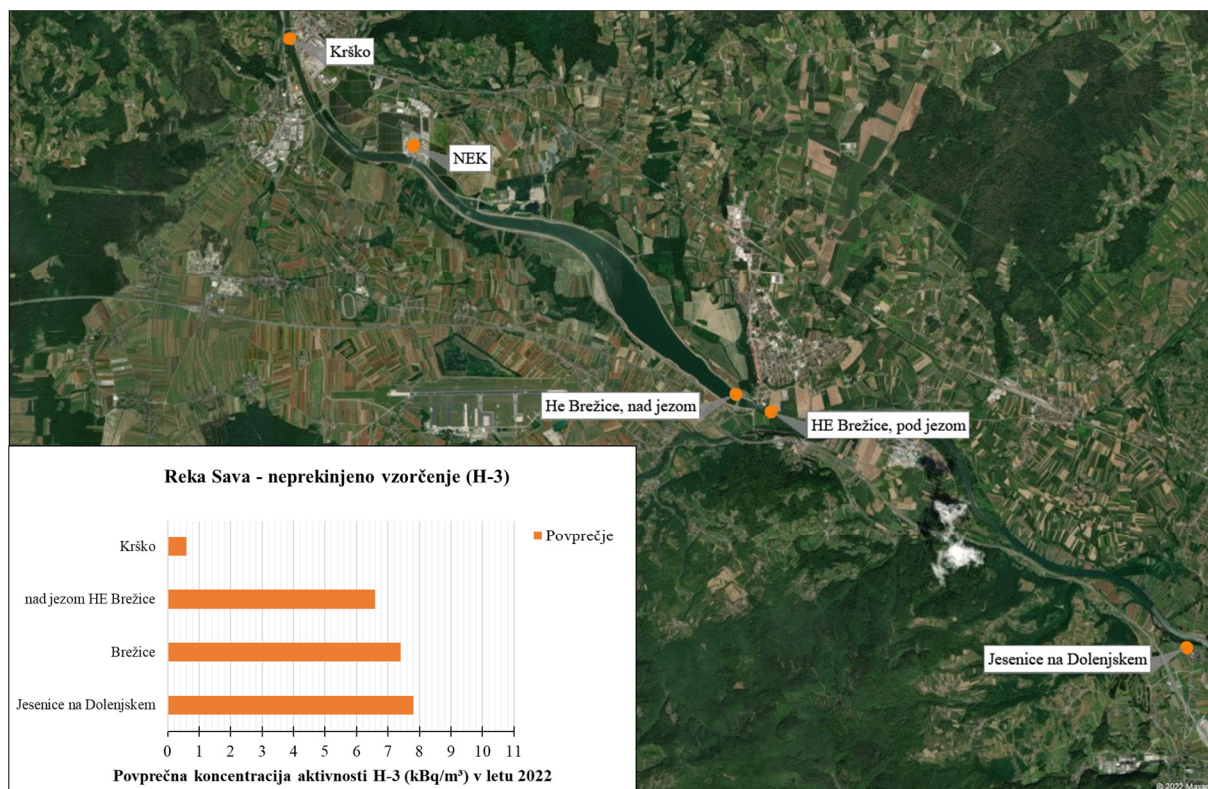 Krško
NEK
He Brežice, nad jezom
HE Brežice, pod jezom
Jesenice na Dolenjskem
Reka Sava - neprekinjeno vzorčenje (H-3)
Povprečje
Krško
nad jezom HE Brežice
Brežice
Jesenice na Dolenjskem
0 1 2 3 4 5 6 7 8 9 10 11
Povprečna koncentracija aktivnosti H-3 (kBq/m³) v letu 2022
© 2022 Maxar